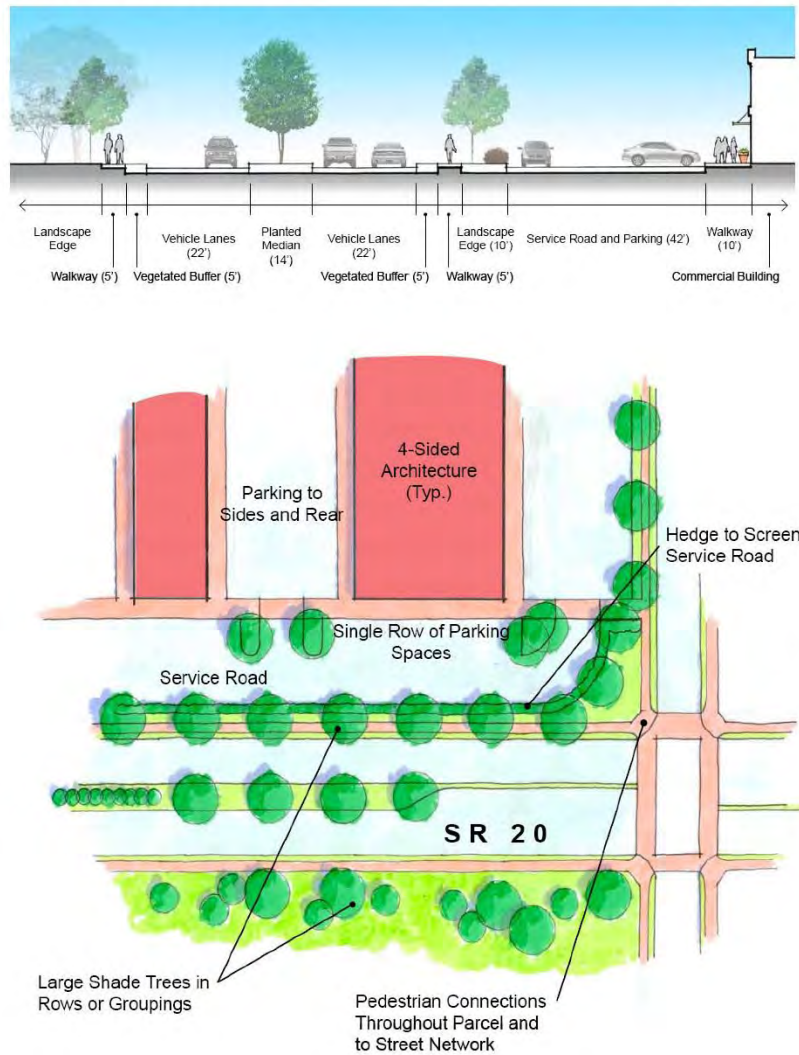 Landscape
Edge
Vehicle Lanes
(22')
Planted
Median
(14')
Vehicle Lanes
(22')
Landscape
Edge (10')
Service Road and Parking (42')
Walkway
(10')
Walkway (5')
Vegetated Buffer (5')
Vegetated Buffer (5')
Walkway (5')
Commercial Building
4-Sided
Architecture
(Typ.)
Parking to
Sides and Rear
Hedge to Screen
Service Road
Single Row of Parking
Spaces
Service Road
SR 20
Large Shade Trees in
Rows or Groupings
Pedestrian Connections
Throughout Parcel and
to Street Network